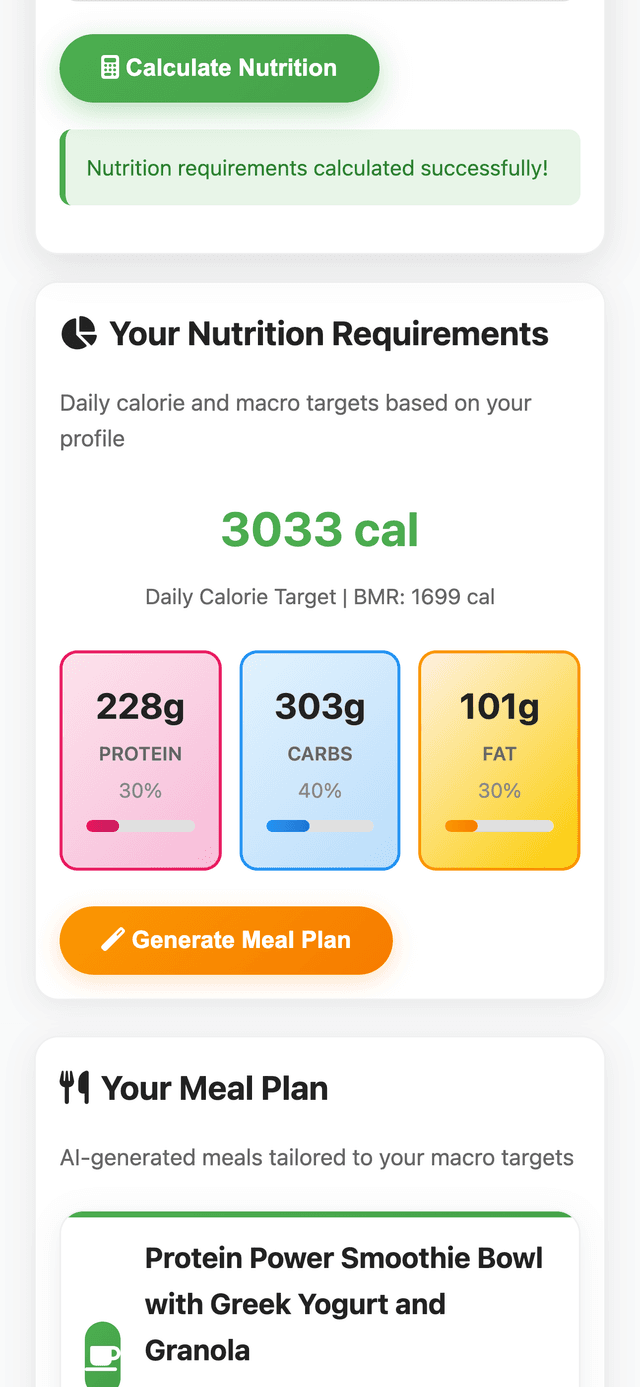 Calculate Nutrition
Nutrition requirements calculated successfully!
Your Nutrition Requirements
Daily calorie and macro targets based on your
profile
3033 cal
Daily Calorie Target | BMR: 1699 cal
228g
PROTEIN
30%
303g
CARBS
40%
101g
FAT
30%
Generate Meal Plan
Your Meal Plan
AI-generated meals tailored to your macro targets
Protein Power Smoothie Bowl
with Greek Yogurt and
Granola